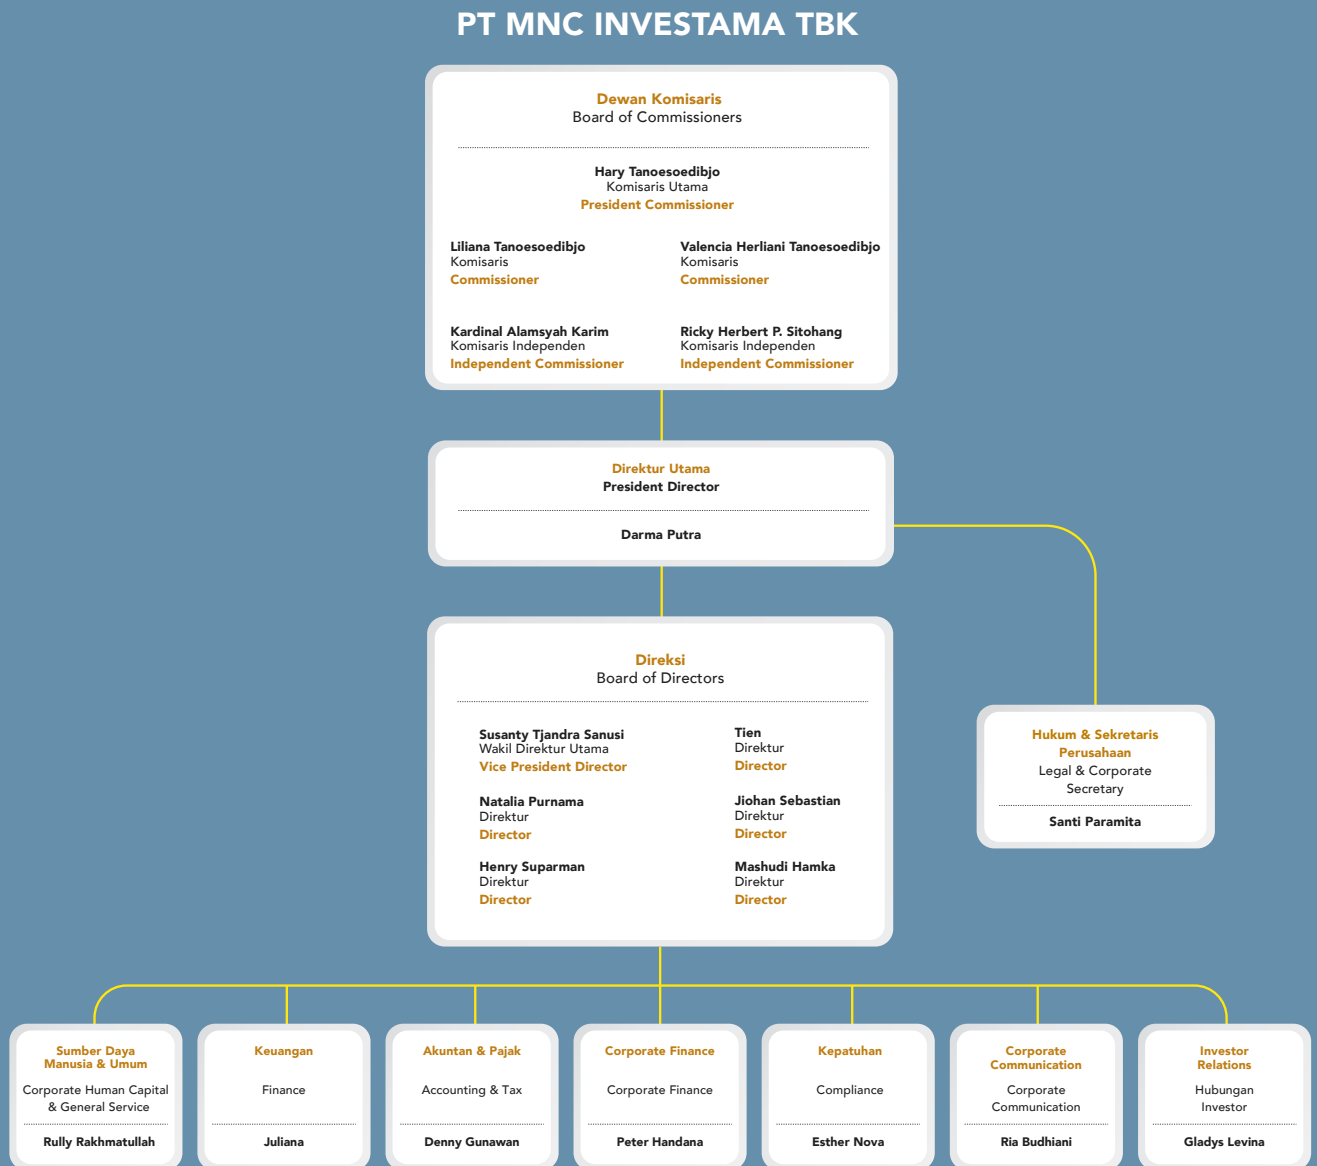 PT MNC INVESTAMA TBK
Dewan Komisaris
Board of Commissioners
Hary Tanoesoedibjo
Komisaris Utama
President Commissioner
Liliana Tanoesoedibjo
Komisaris
Commissioner
Valencia Herliani Tanoesoedibjo
Komisaris
Commissioner
Kardinal Alamsyah Karim
Komisaris Independen
Independent Commissioner
Ricky Herbert P. Sitohang
Komisaris Independen
Independent Commissioner
Direktur Utama
President Director
Darma Putra
Direksi
Board of Directors
Susanty Tjandra Sanusi
Wakil Direktur Utama
Vice President Director
Tien
Direktur
Director
Natalia Purnama
Direktur
Director
Jiohan Sebastian
Direktur
Director
Henry Suparman
Direktur
Director
Mashudi Hamka
Direktur
Director
Hukum & Sekretaris
Perusahaan
Legal & Corporate
Secretary
Santi Paramita
Sumber Daya
Manusia & Umum
Corporate Human Capital
& General Service
Rully Rakhmatullah
Keuangan
Finance
Juliana
Akuntan & Pajak
Accounting & Tax
Denny Gunawan
Corporate Finance
Corporate Finance
Peter Handana
Kepatuhan
Compliance
Esther Nova
Corporate
Communication
Corporate
Communication
Ria Budhiani
Investor
Relations
Hubungan
Investor
Gladys Levina